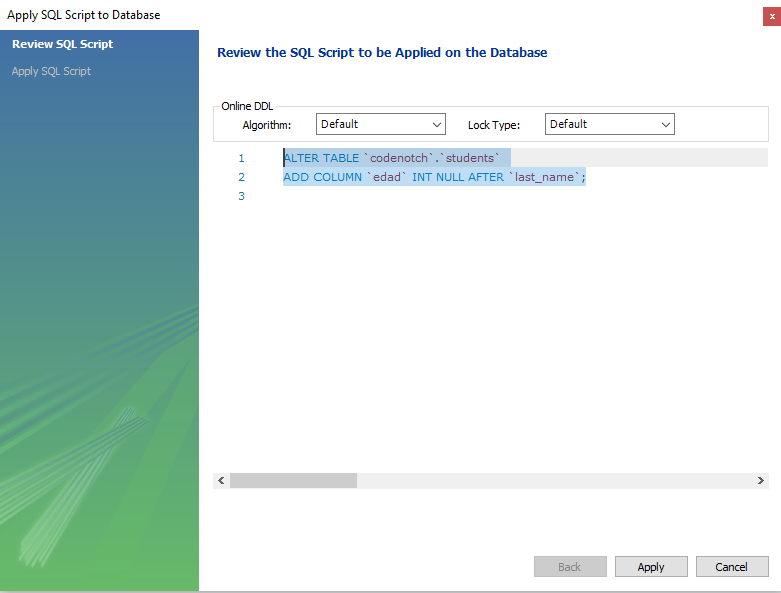 Apply SQL Script to Database
x
Review SQL Script
Apply SQL Script
Review the SQL Script to be Applied on the Database
Online DDL
Algorithm: Default Lock Type: Default
1 ALTER TABLE `codenotch`.`students`
2 ADD COLUMN `edad` INT NULL AFTER `last_name`;
3
Back Apply Cancel